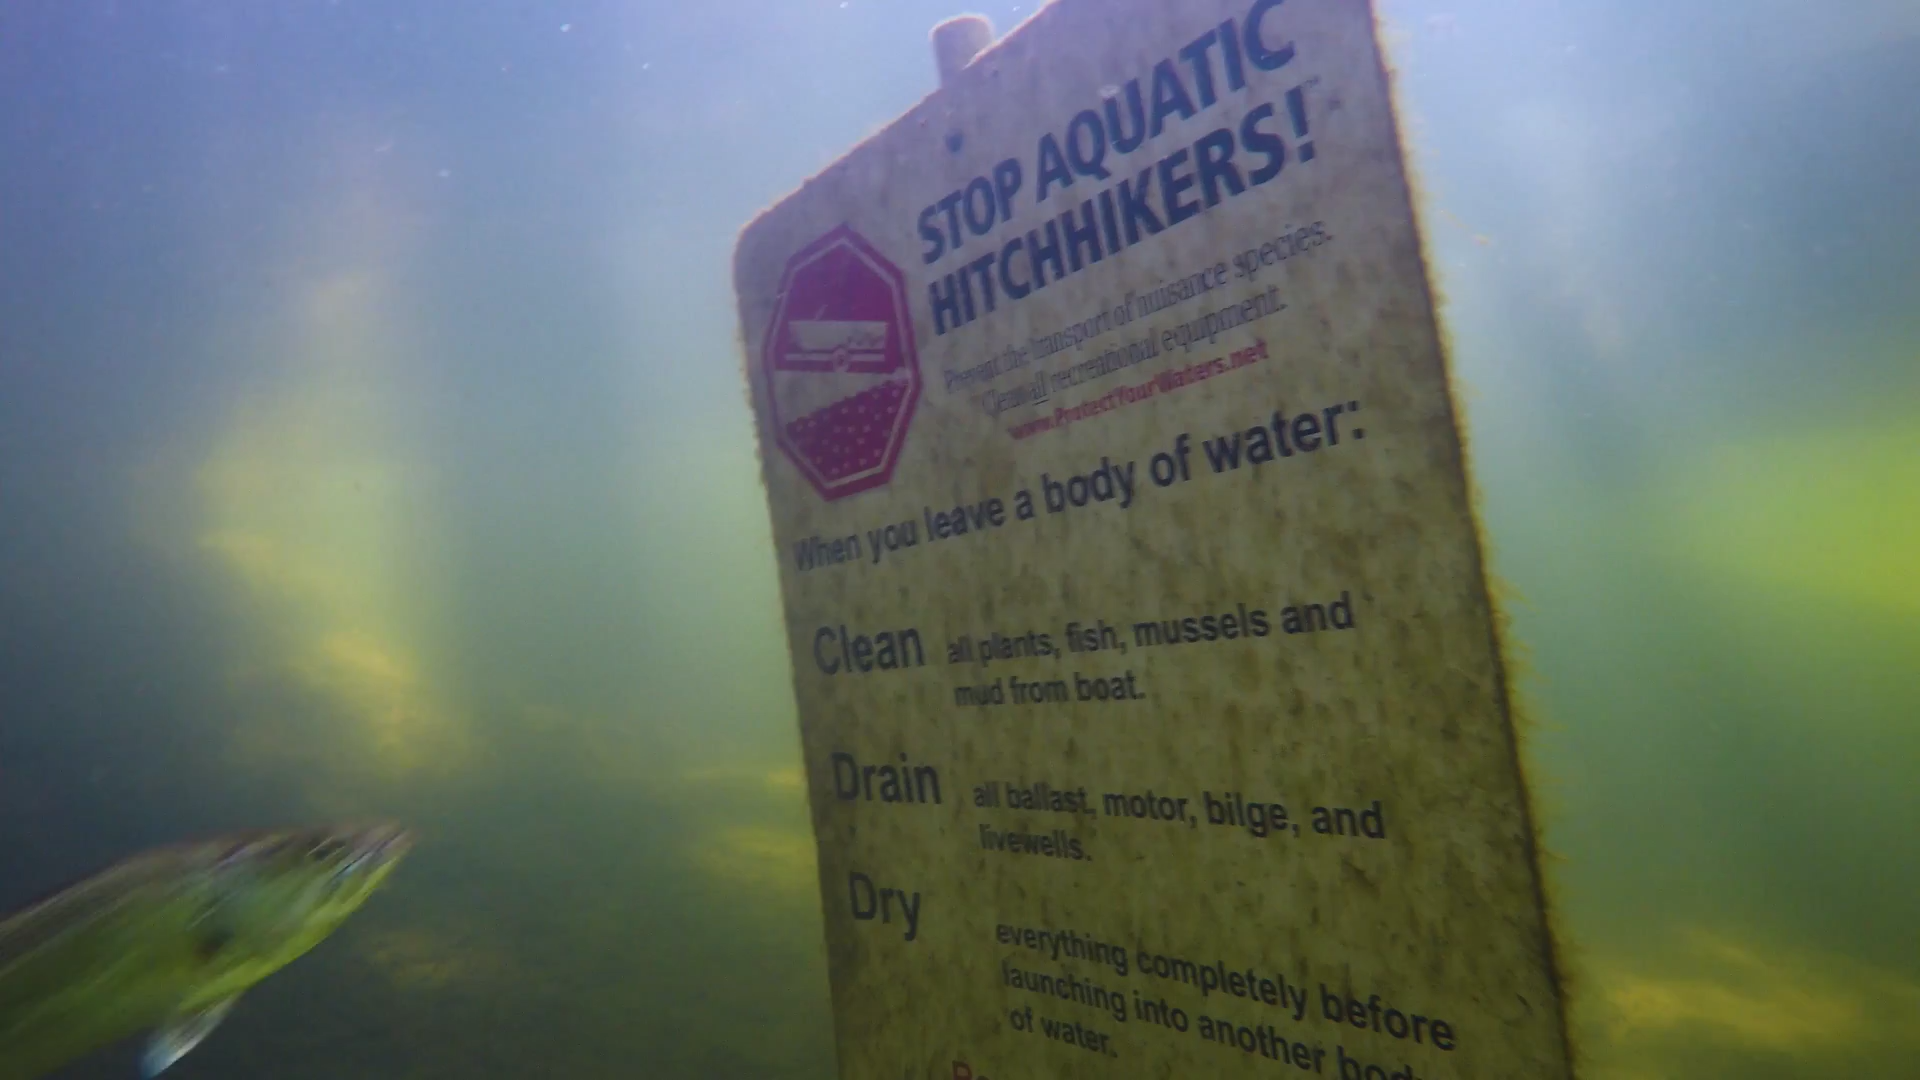 STOP AQUATIC
HITCHHIKERS!
Prevent the transport of nuisance species.
Clean all recreational equipment.
www.ProtectYourWaters.net
When you leave a body of water:
Clean all plants, fish, mussels and
mud from boat.
Drain all ballast, motor, bilge, and
livewells.
Dry everything completely before
launching into another body
of water.